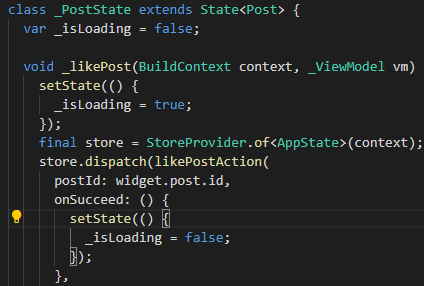 class _PostState extends State<Post> {
  var _isLoading = false;

  void _likePost(BuildContext context, _ViewModel vm)
    setState(() {
      _isLoading = true;
    });
    final store = StoreProvider.of<AppState>(context);
    store.dispatch(likePostAction(
      postId: widget.post.id,
      onSucceed: () {
        setState(() {
          _isLoading = false;
        });
      },